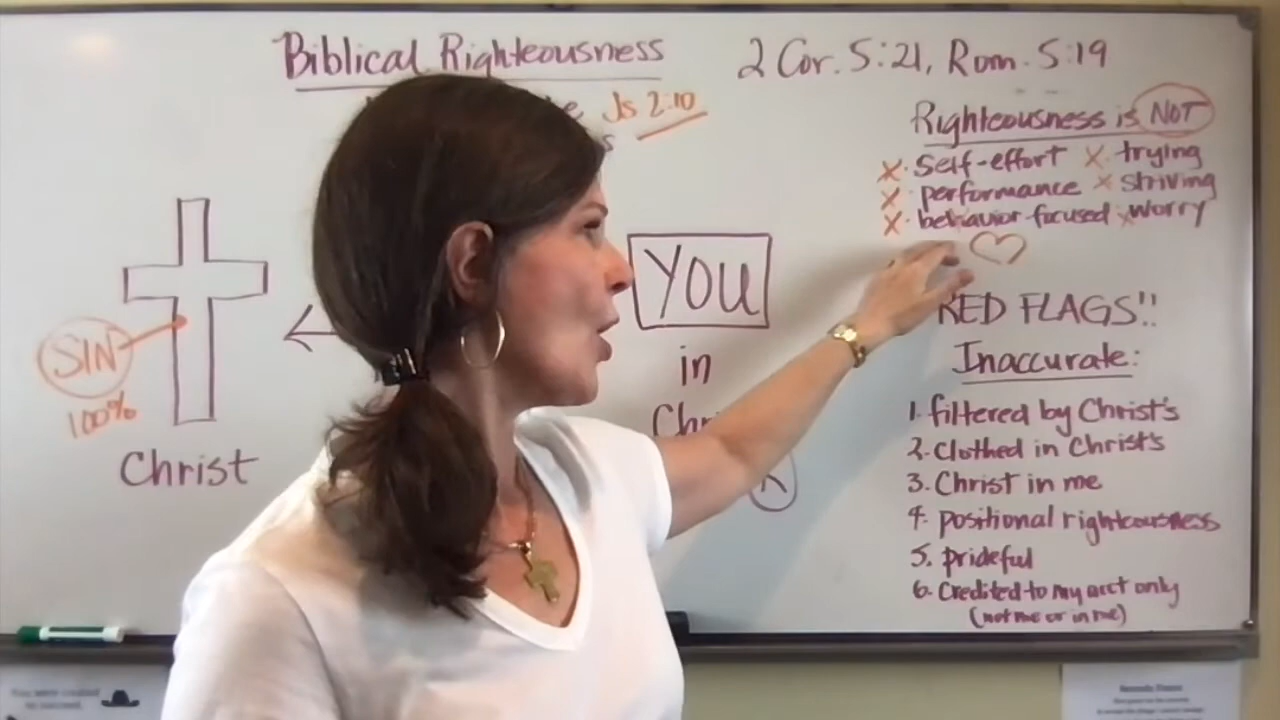 Biblical Righteousness 2 Cor. 5:21, Rom. 5:19
Js 2:10
Righteousness is NOT
X · Self-effort X · trying
X · performance X · striving
X · behavior focused X worry
SIN
100%
Christ
YOU
in
RED FLAGS!!
Inaccurate:
1. filtered by Christ's
2. Clothed in Christ's
3. Christ in me
4. positional righteousness
5. prideful
6. Credited to my acct only
(not me or in me)